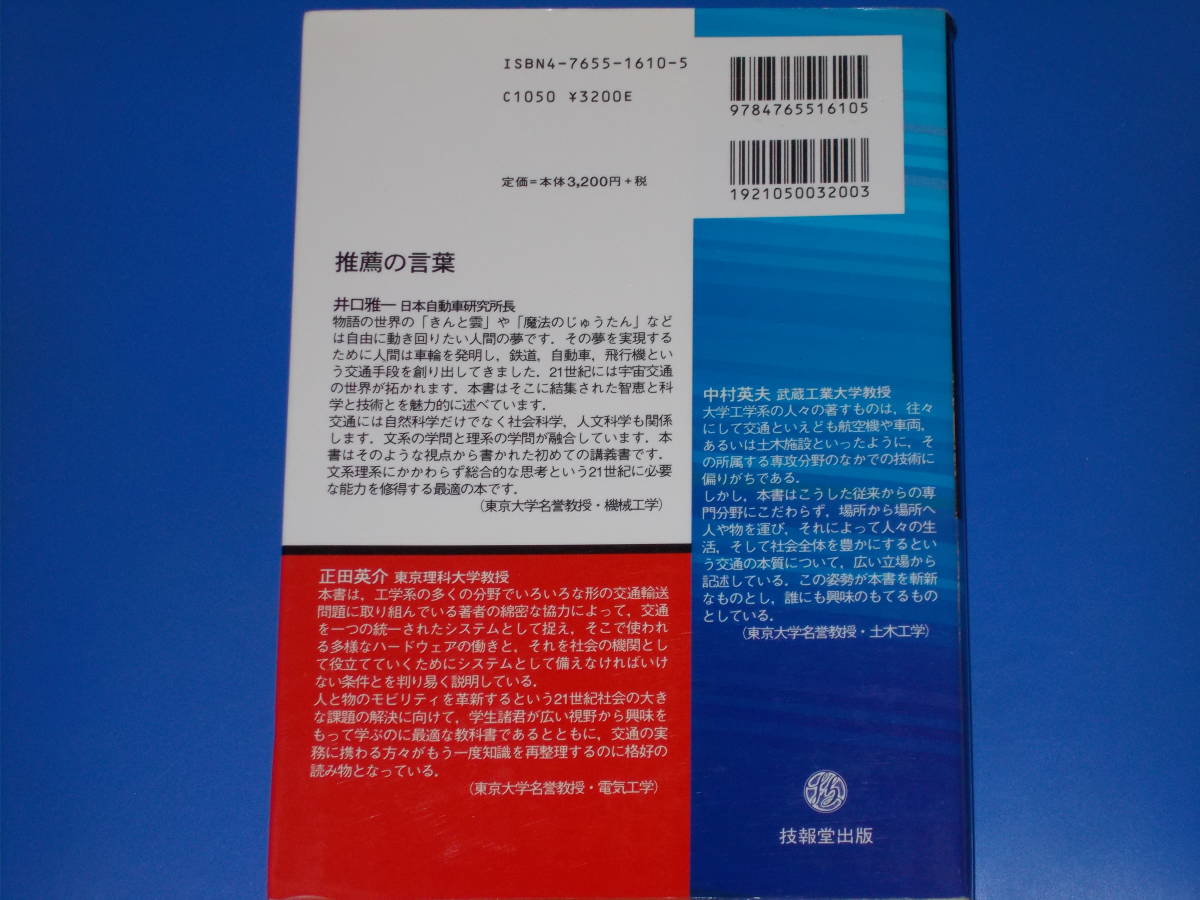 ISBN4-7655-1610-5
C1050 ¥3200E
9784765516105
1921050032003
定価=本体3,200円+税
推薦の言葉
井口雅一 日本自動車研究所長
物語の世界の「きんと雲」や「魔法のじゅうたん」など
は自由に動き回りたい人間の夢です．その夢を実現する
ために人間は車輪を発明し，鉄道，自動車，飛行機とい
う交通手段を創り出してきました．21世紀には宇宙交通
の世界が拓かれます．本書はそこに結集された智恵と科
学と技術とを魅力的に述べています．
交通には自然科学だけでなく社会科学，人文科学も関係
します．文系の学問と理系の学問が融合しています．本
書はそのような視点から書かれた初めての講義書です．
文系理系にかかわらず総合的な思考という21世紀に必要
な能力を修得する最適の本です．
（東京大学名誉教授・機械工学）
中村英夫 武蔵工業大学教授
大学工学系の人々の著すものは，往々
にして交通といえども航空機や車両，
あるいは土木施設といったように，そ
の所属する専攻分野のなかでの技術に
偏りがちである．
しかし，本書はこうした従来からの専
門分野にこだわらず，場所から場所へ
人や物を運び，それによって人々の生
活，そして社会全体を豊かにするとい
う交通の本質について，広い立場から
記述している．この姿勢が本書を斬新
なものとし，誰にも興味のもてるもの
としている．
（東京大学名誉教授・土木工学）
正田英介 東京理科大学教授
本書は，工学系の多くの分野でいろいろな形の交通輸送
問題に取り組んでいる著者の綿密な協力によって，交通
を一つの統一されたシステムとして捉え，そこで使われ
る多様なハードウェアの働きと，それを社会の機関とし
て役立てていくためにシステムとして備えなければいけ
ない条件とを判り易く説明している．
人と物のモビリティを革新するという21世紀社会の大き
な課題の解決に向けて，学生諸君が広い視野から興味を
もって学ぶのに最適な教科書であるとともに，交通の実
務に携わる方々がもう一度知識を再整理するのに格好の
読み物となっている．
（東京大学名誉教授・電気工学）
技報堂出版